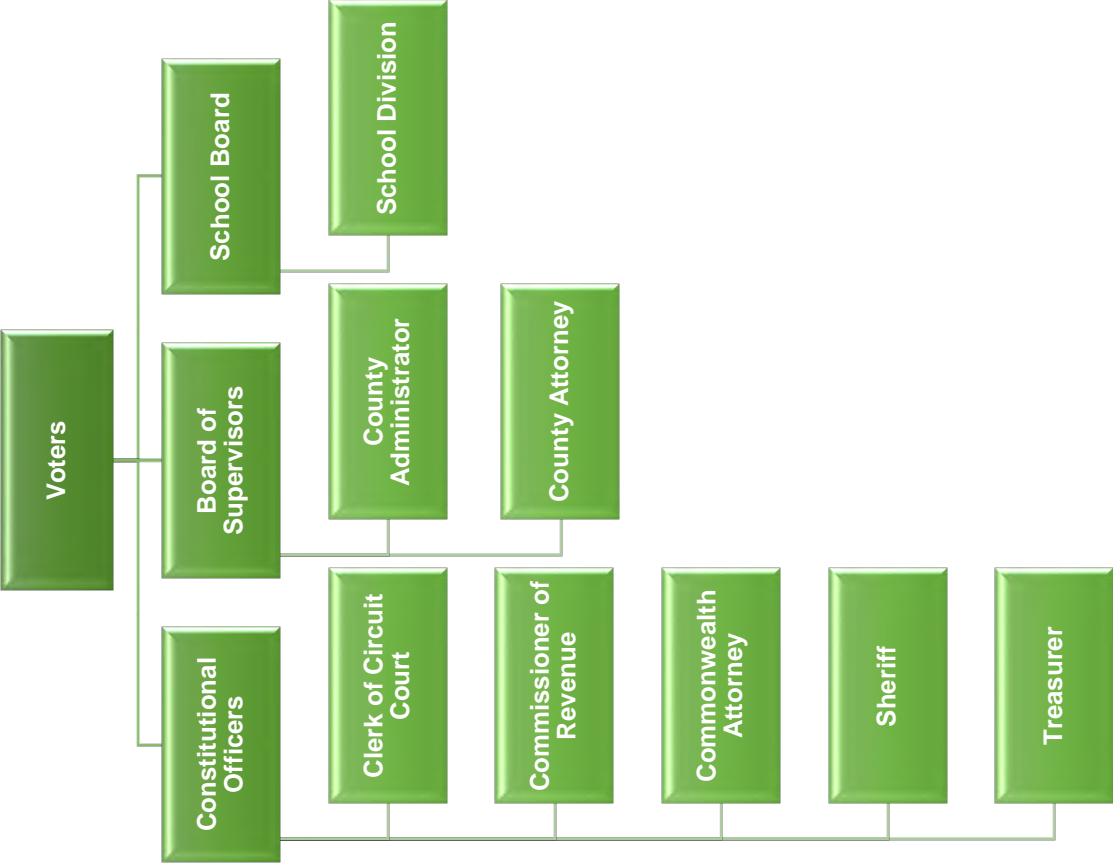 Voters
Constitutional
Officers
Clerk of Circuit
Court
Commissioner of
Revenue
Commonwealth
Attorney
Sheriff
Treasurer
Board of
Supervisors
County
Administrator
County Attorney
School Board
School Division